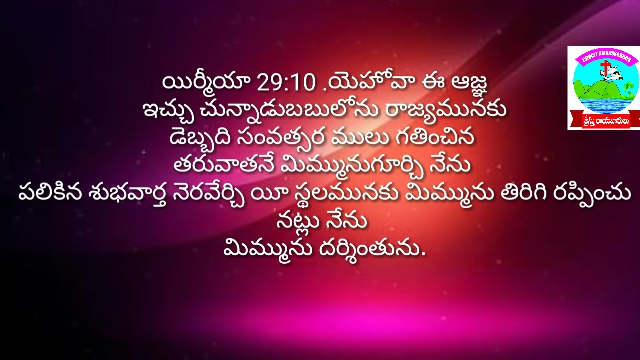 యిర్మీయా 29:10 .యెహోవా ఈ ఆజ్ఞ
ఇచ్చు చున్నాడుబబులోను రాజ్యమునకు
డెబ్బది సంవత్సర ములు గతించిన
తరువాతనే మిమ్మునుగూర్చి నేను
పలికిన శుభవార్త నెరవేర్చి యీ స్థలమునకు మిమ్మును తిరిగి రప్పించు
నట్లు నేను
మిమ్మును దర్శింతును.
క్రీస్తు రాయబారులు